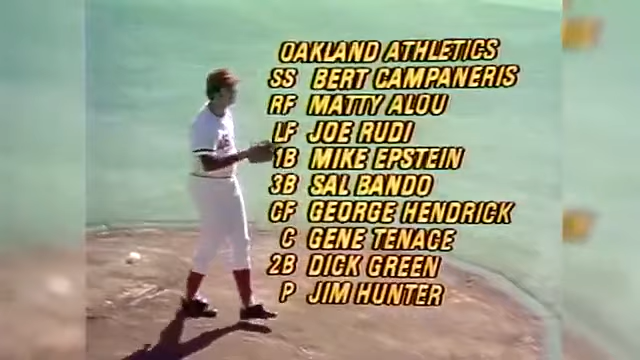 OAKLAND ATHLETICS
SS BERT CAMPANERIS
RF MATTY ALOU
LF JOE RUDI
1B MIKE EPSTEIN
3B SAL BANDO
CF GEORGE HENDRICK
C GENE TENACE
2B DICK GREEN
P JIM HUNTER